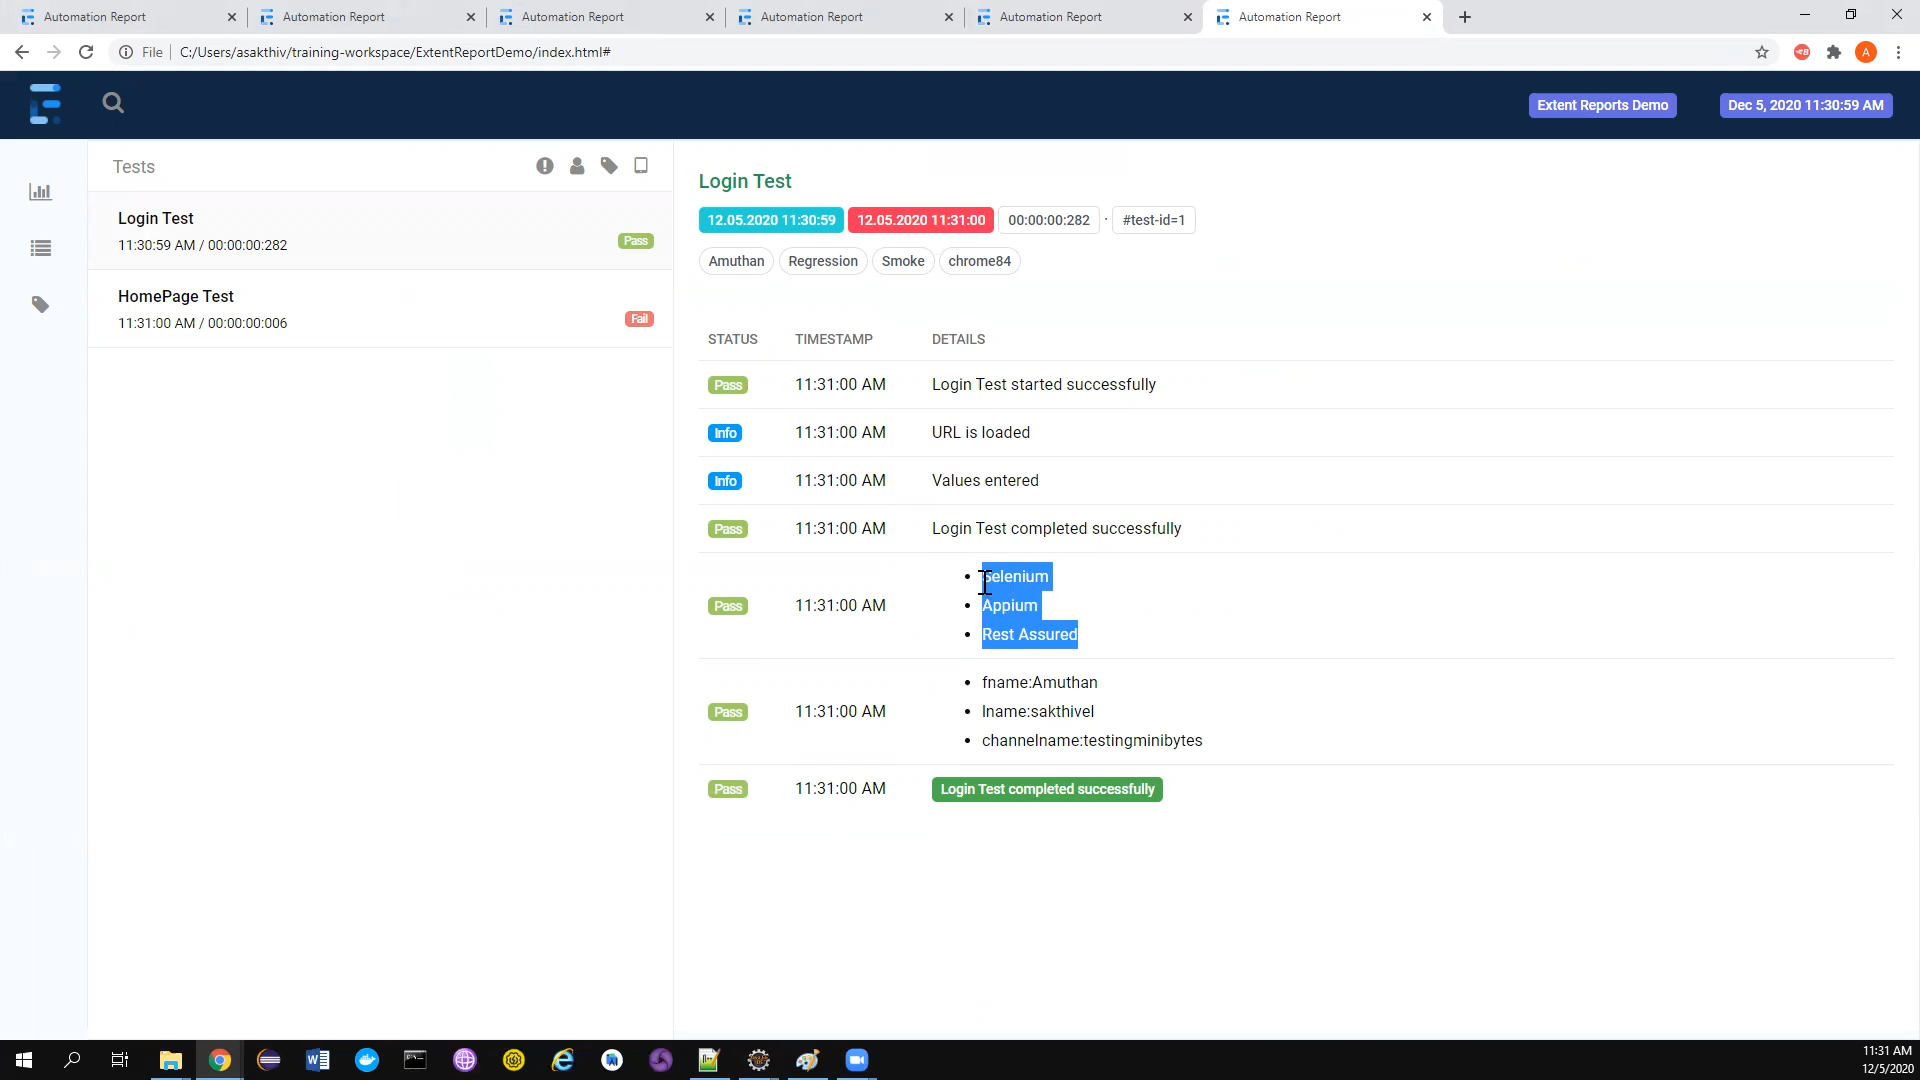 Automation Report
Automation Report
Automation Report
Automation Report
Automation Report
Automation Report
File C:/Users/asakthiv/training-workspace/ExtentReportDemo/index.html#
A
Extent Reports Demo
Dec 5, 2020 11:30:59 AM
Tests
Login Test
11:30:59 AM / 00:00:00:282
Pass
HomePage Test
11:31:00 AM / 00:00:00:006
Fail
Login Test
12.05.2020 11:30:59 12.05.2020 11:31:00 00:00:00:282 · #test-id=1
Amuthan Regression Smoke chrome84
STATUS TIMESTAMP DETAILS
Pass 11:31:00 AM Login Test started successfully
Info 11:31:00 AM URL is loaded
Info 11:31:00 AM Values entered
Pass 11:31:00 AM Login Test completed successfully
• Selenium
Pass 11:31:00 AM • Appium
• Rest Assured
• fname:Amuthan
Pass 11:31:00 AM • lname:sakthivel
• channelname:testingminibytes
Pass 11:31:00 AM Login Test completed successfully
11:31 AM
12/5/2020